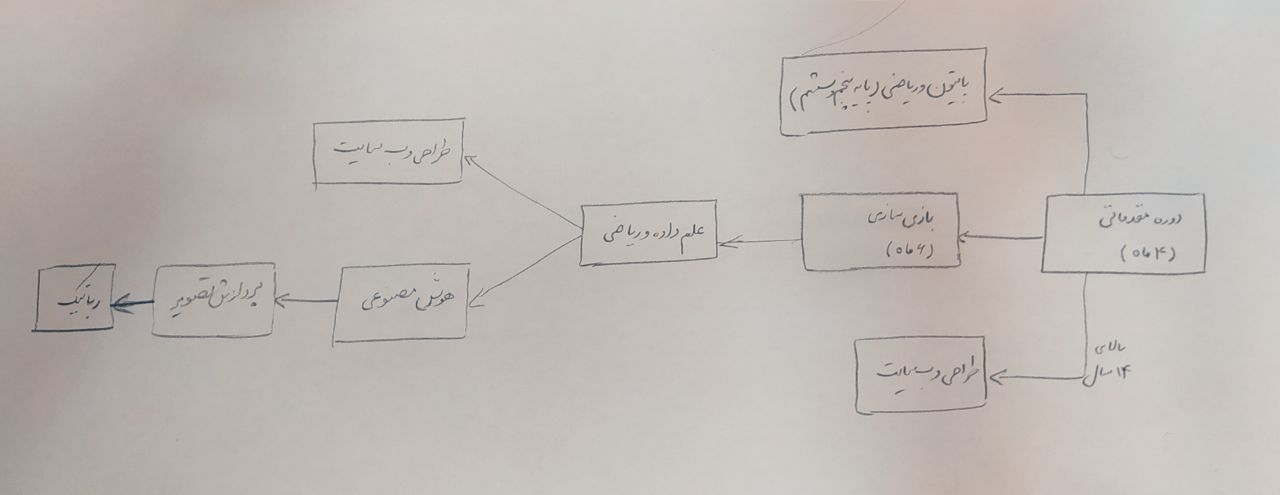 پایتون و ریاضی (پایه پنجم و ششم)
دوره مقدماتی
(۴ ماه)
بازی سازی
(۶ ماه)
علم داده و ریاضی
طراحی وب سایت
هوش مصنوعی
پردازش تصویر
رباتیک
بالای
۱۴ سال
طراحی وب سایت